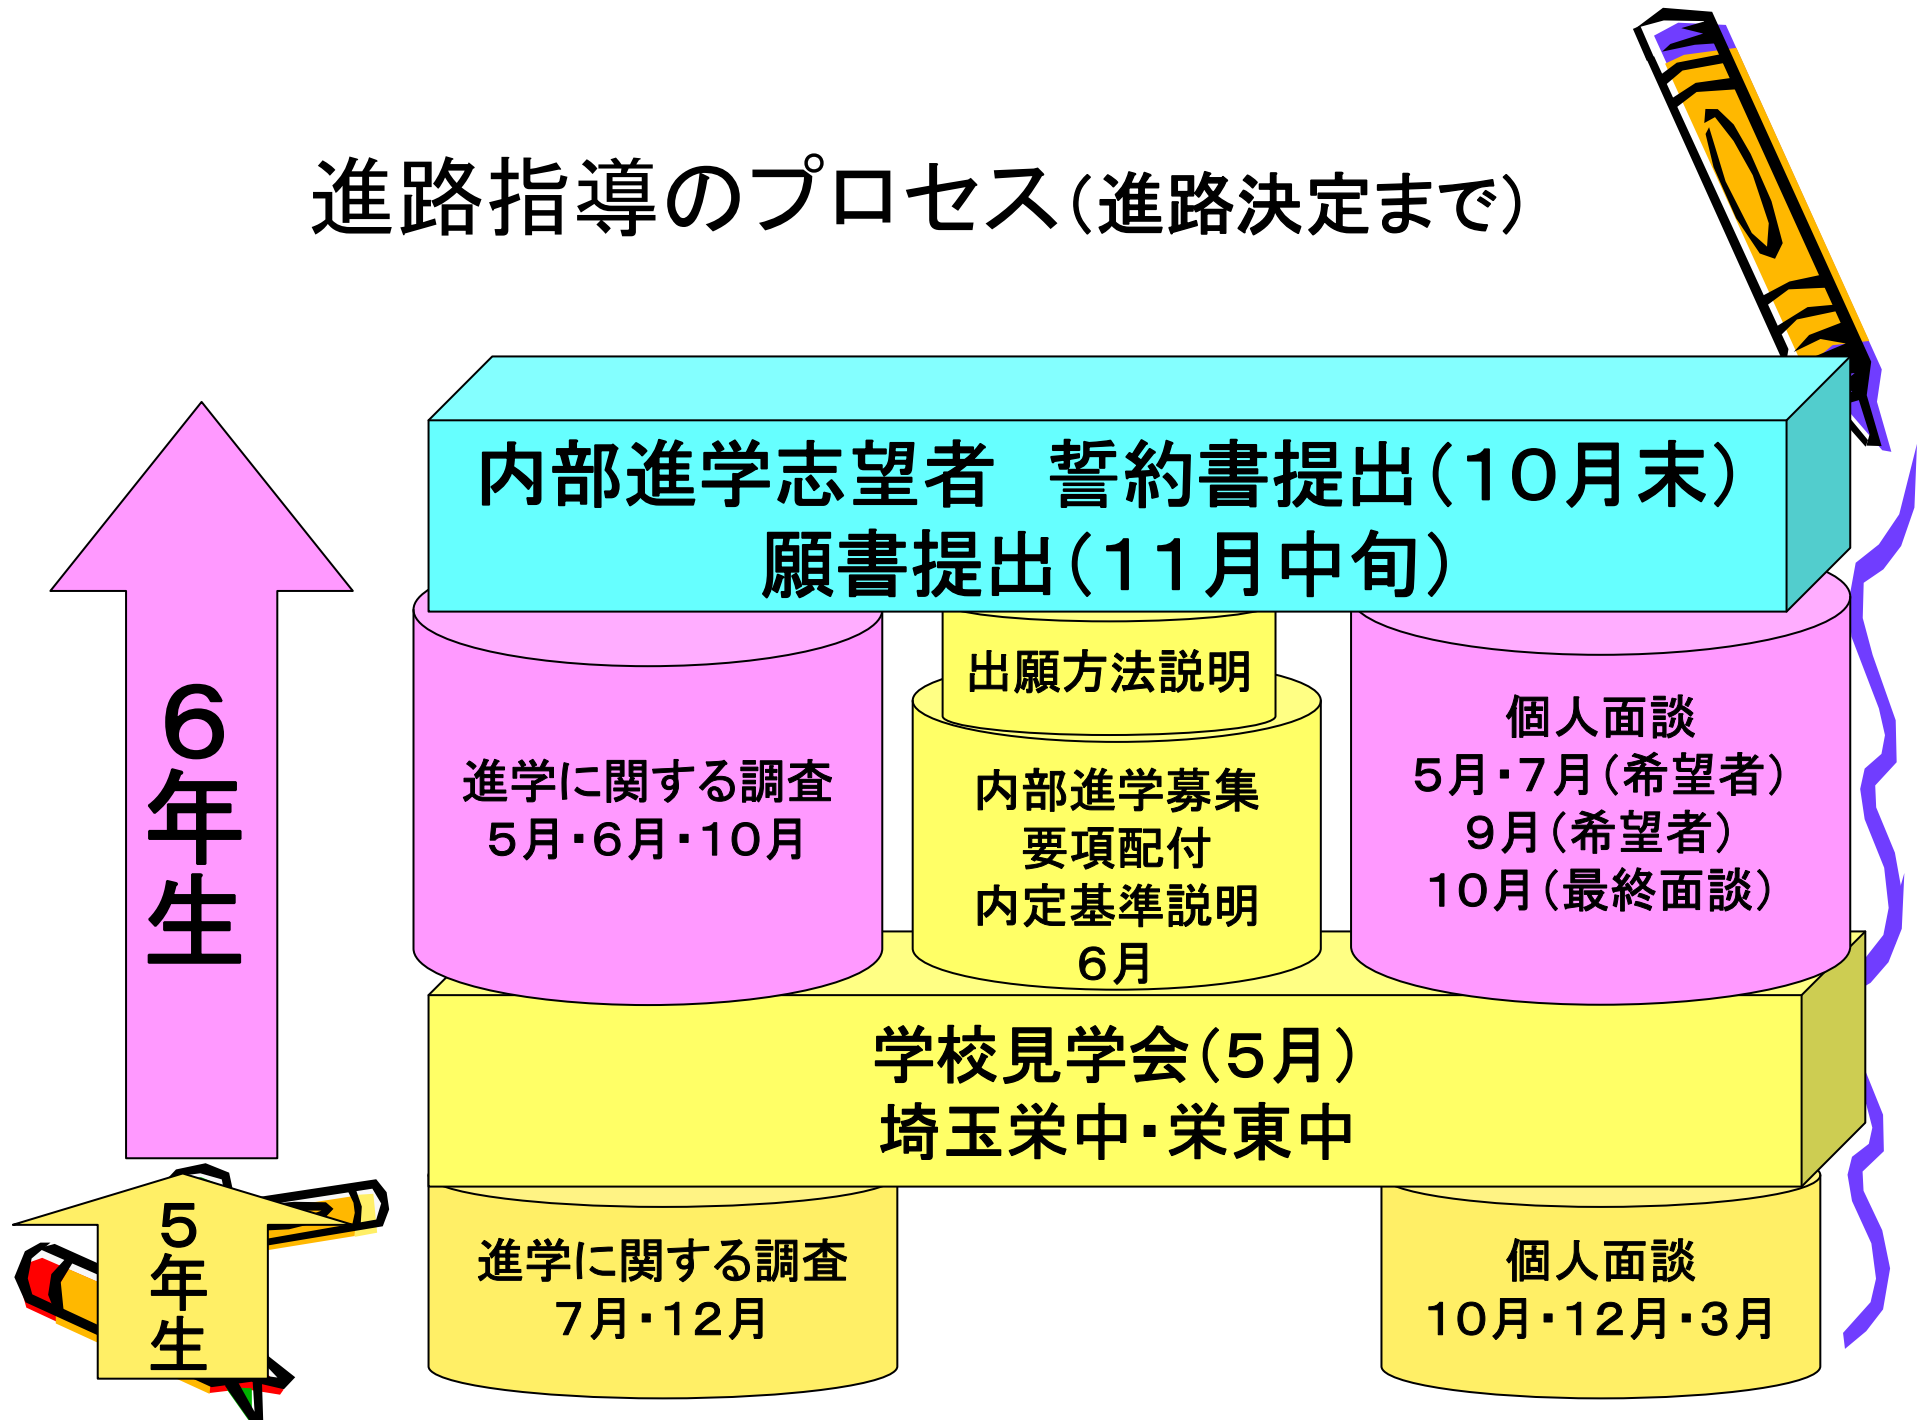 進路指導のプロセス（進路決定まで）
内部進学志望者　誓約書提出（１０月末）
願書提出（１１月中旬）
６年生
進学に関する調査
５月・６月・１０月
出願方法説明
内部進学募集
要項配付
内定基準説明
６月
個人面談
５月・７月（希望者）
９月（希望者）
１０月（最終面談）
学校見学会（５月）
埼玉栄中・栄東中
５年生
進学に関する調査
７月・１２月
個人面談
１０月・１２月・３月